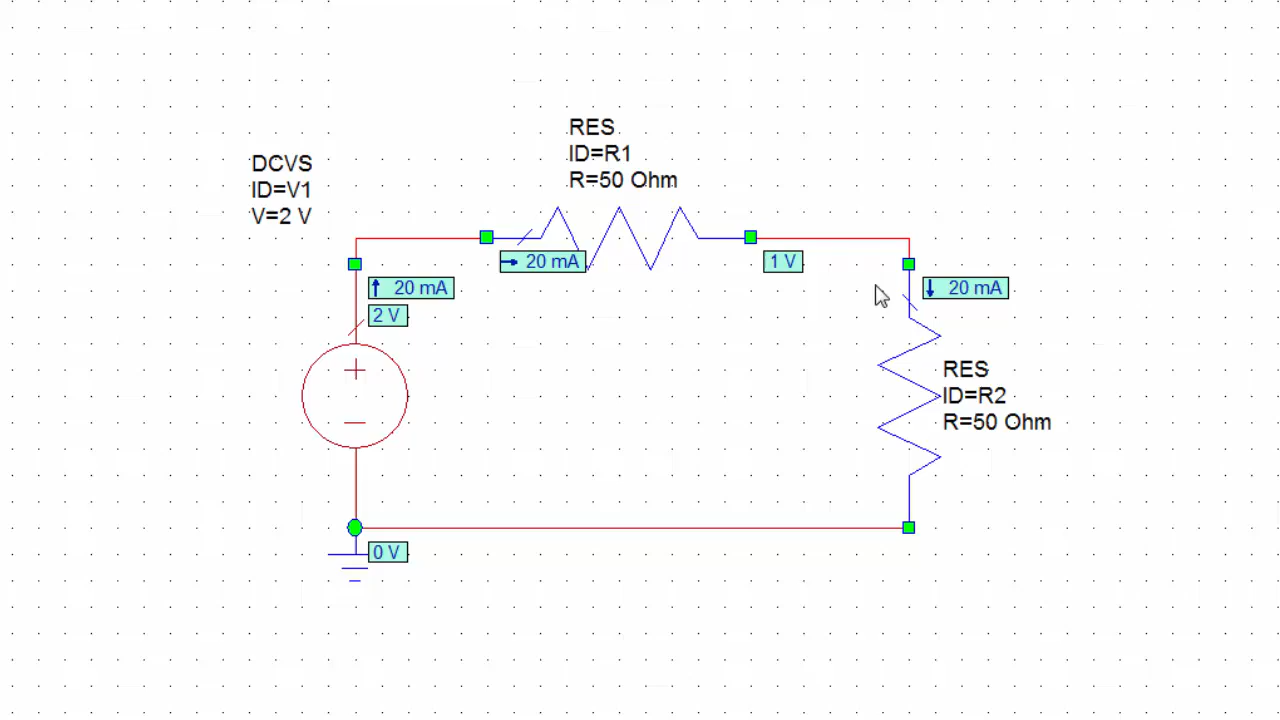 RES
ID=R1
R=50 Ohm
DCVS
ID=V1
V=2 V
20 mA
1 V
20 mA
2 V
20 mA
RES
ID=R2
R=50 Ohm
0 V